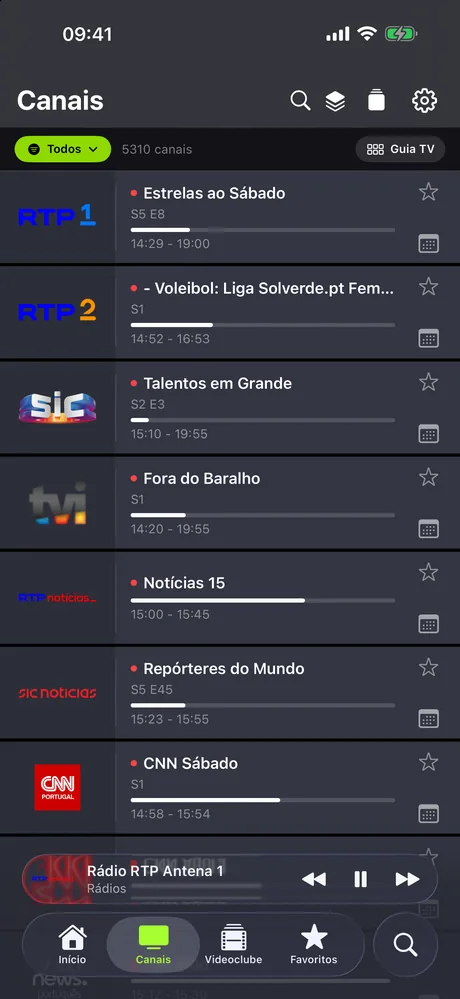 09:41
Canais
Todos
5310 canais
Guia TV
RTP 1
Estrelas ao Sábado
S5 E8
14:29 - 19:00
RTP 2
- Voleibol: Liga Solverde.pt Fem...
S1
14:52 - 16:53
SIC
Talentos em Grande
S2 E3
15:10 - 19:55
tvi
Fora do Baralho
S1
14:20 - 19:55
RTP notícias
Notícias 15
15:00 - 15:45
SIC NOTÍCIAS
Repórteres do Mundo
S5 E45
15:23 - 15:55
CNN
PORTUGAL
CNN Sábado
S1
14:58 - 15:54
Rádio RTP Antena 1
Rádios
Início
Canais
Videoclube
Favoritos
news.